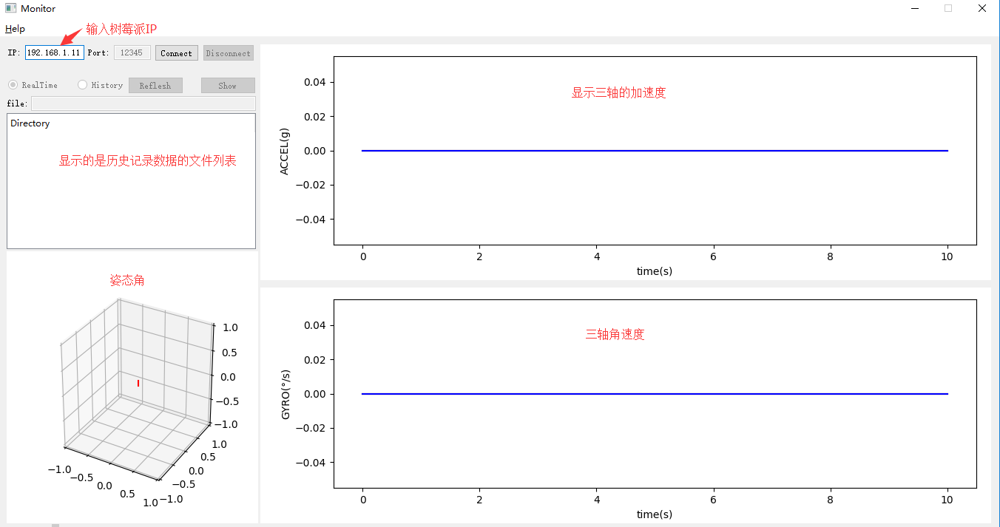 Monitor
Help
输入树莓派IP
IP: 192.168.1.11 Port: 12345 Connect Disconnect
RealTime History Reflesh Show
file:
Directory
显示的是历史记录数据的文件列表
姿态角
1.0
0.5
0.0
−0.5
−1.0
1.0
0.5
0.0
−0.5
−1.0
−1.0
−0.5
0.0
0.5
1.0
显示三轴的加速度
ACCEL(g)
0.04
0.02
0.00
−0.02
−0.04
0 2 4 6 8 10
time(s)
三轴角速度
GYRO(°/s)
0.04
0.02
0.00
−0.02
−0.04
0 2 4 6 8 10
time(s)